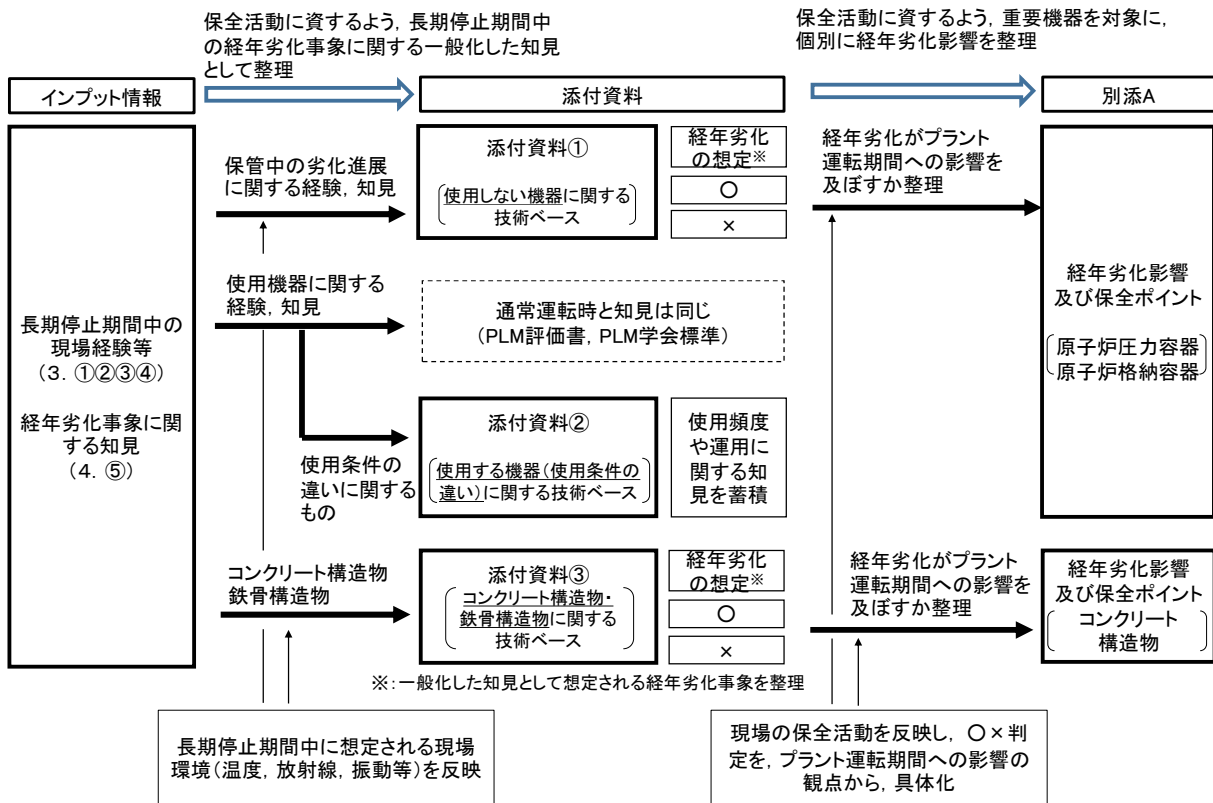 保全活動に資するよう，長期停止期間中
の経年劣化事象に関する一般化した知見
として整理
保全活動に資するよう，重要機器を対象に，
個別に経年劣化影響を整理
インプット情報
添付資料
別添A
長期停止期間中の
現場経験等
（3．①②③④）
経年劣化事象に関
する知見
（4．⑤）
保管中の劣化進展
に関する経験，知見
添付資料①
使用しない機器に関する
技術ベース
経年劣化
の想定※
○
×
経年劣化がプラント
運転期間への影響を
及ぼすか整理
使用機器に関する
経験，知見
通常運転時と知見は同じ
（PLM評価書，PLM学会標準）
経年劣化影響
及び保全ポイント
原子炉圧力容器
原子炉格納容器
使用条件の
違いに関する
もの
添付資料②
使用する機器（使用条件の
違い）に関する技術ベース
使用頻度
や運用に
関する知
見を蓄積
コンクリート構造物
鉄骨構造物
添付資料③
コンクリート構造物・
鉄骨構造物に関する
技術ベース
経年劣化
の想定※
○
×
経年劣化がプラント
運転期間への影響を
及ぼすか整理
経年劣化影響
及び保全ポイント
コンクリート
構造物
※：一般化した知見として想定される経年劣化事象を整理
長期停止期間中に想定される現場
環境（温度，放射線，振動等）を反映
現場の保全活動を反映し，○×判
定を，プラント運転期間への影響の
観点から，具体化